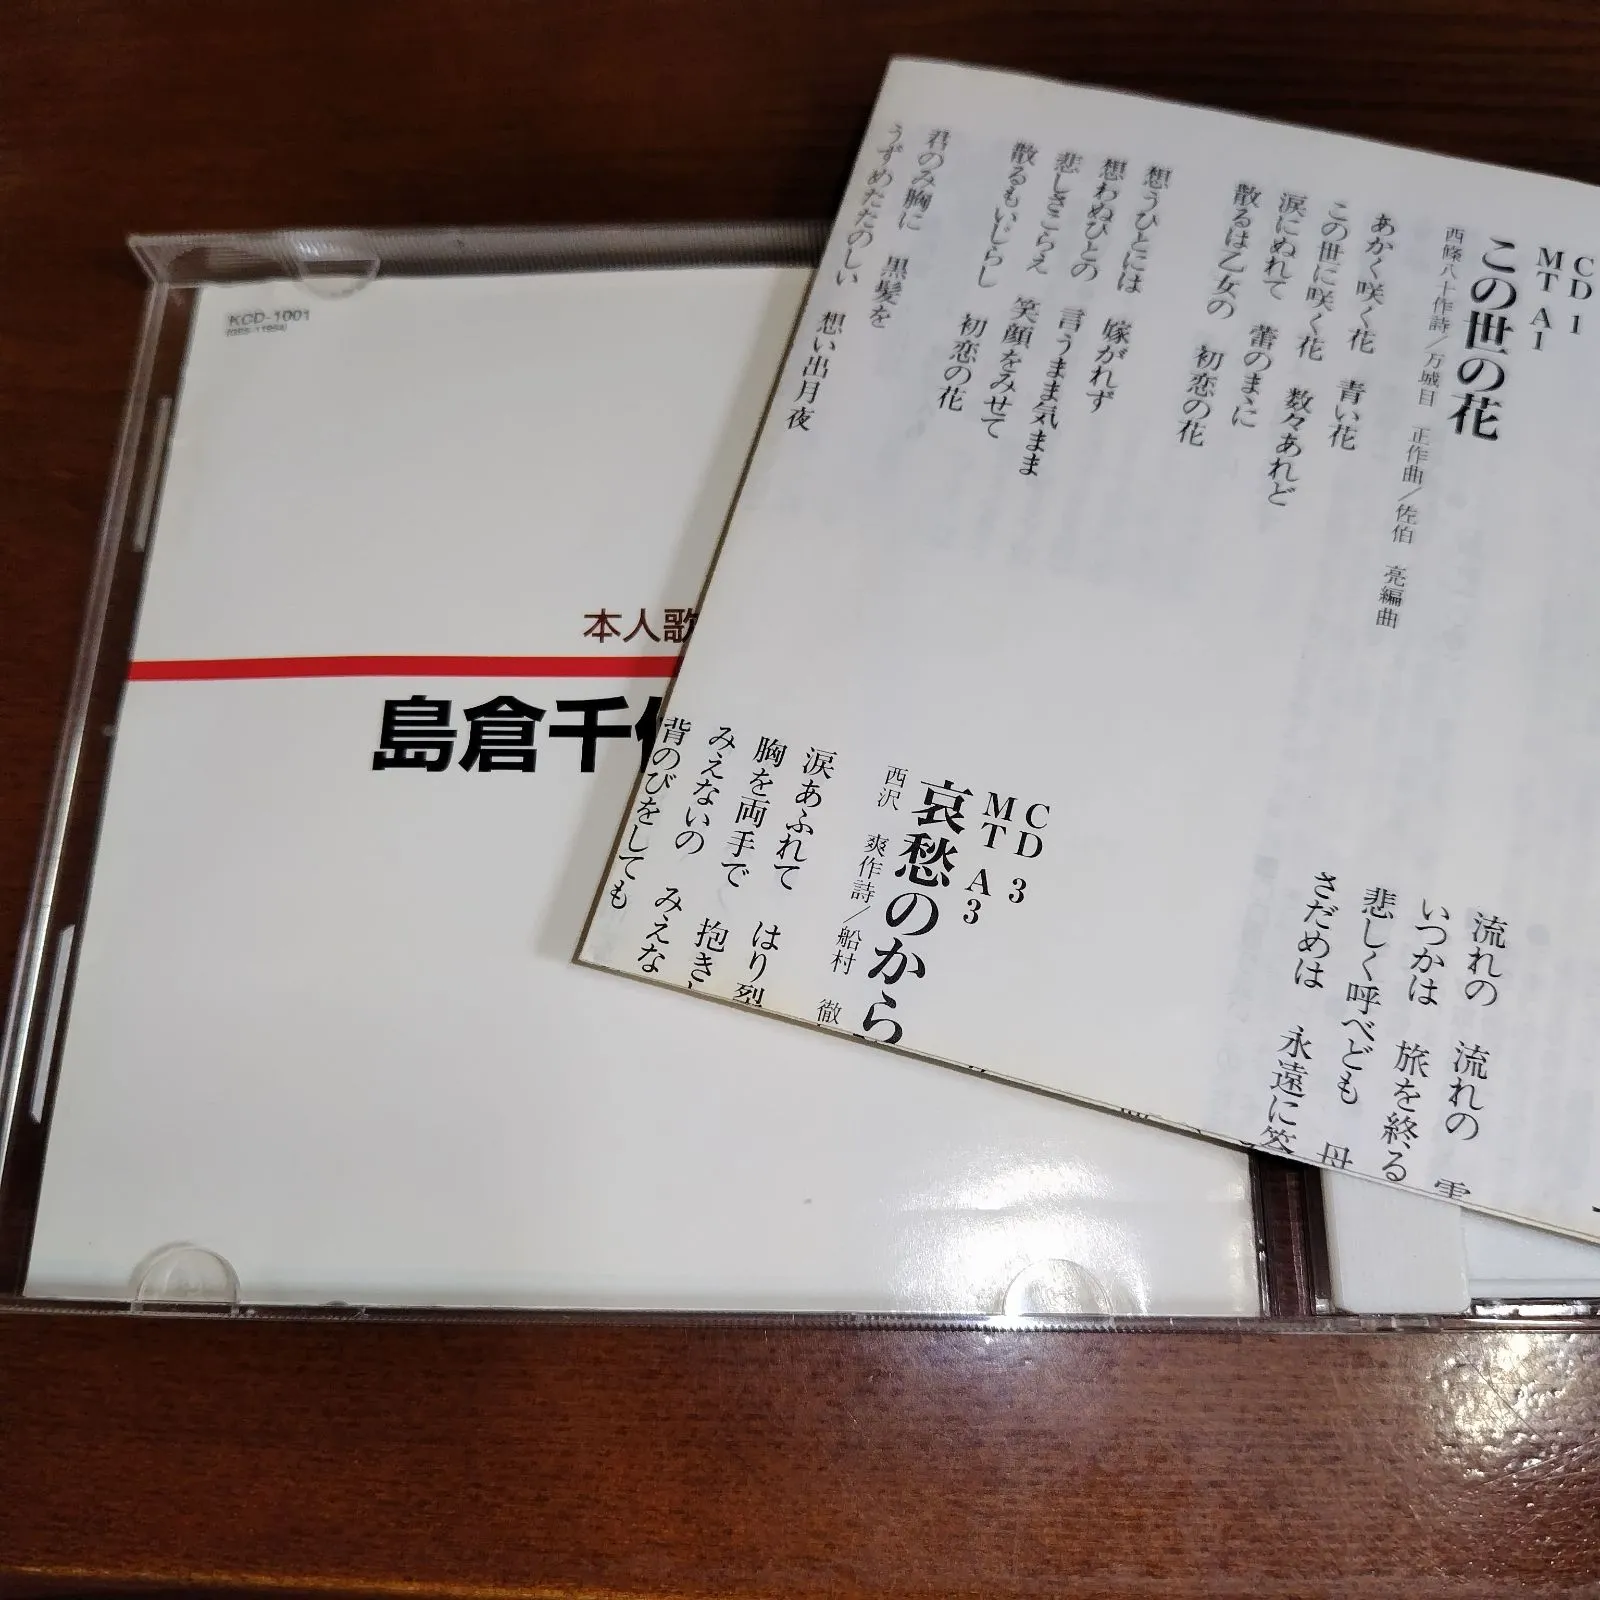 KCD-1001
本人歌
島倉千
CD 1
MT A1
この世の花
西條八十作詩/万城目 正作曲/佐伯 亮編曲
あかく咲く花 青い花
この世に咲く花 数々あれど
涙にぬれて 蕾のまゝに
散るは乙女の 初恋の花
想うひとには 嫁がれず
想わぬひとの 言うまま気まま
悲しさこらえ 笑顔をみせて
散るもいじらし 初恋の花
君のみ胸に 黒髪を
うずめたたのしい 想い出月夜
流れの 流れの
いつかは 旅を終る
悲しく呼べども 母
さだめは 永遠に笑
CD 3
MT A3
哀愁のから
西沢 爽作詩/船村 徹
涙あふれて はり裂
胸を両手で 抱き
みえないの みえな
背のびをしても